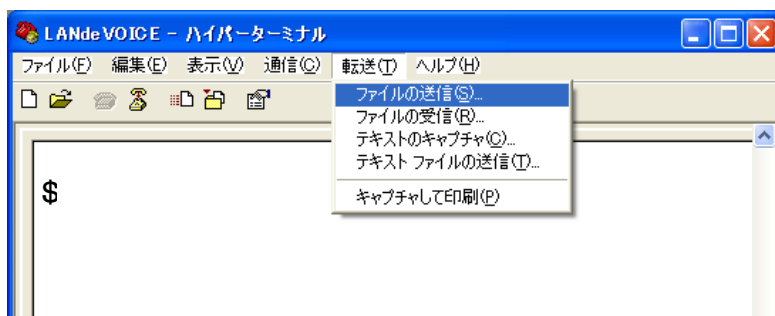 LANdeVOICE - ハイパーターミナル
ファイル(F) 編集(E) 表示(V) 通信(C) 転送(T) ヘルプ(H)
ファイルの送信(S)...
ファイルの受信(R)...
テキストのキャプチャ(C)...
テキスト ファイルの送信(T)...
キャプチャして印刷(P)
$